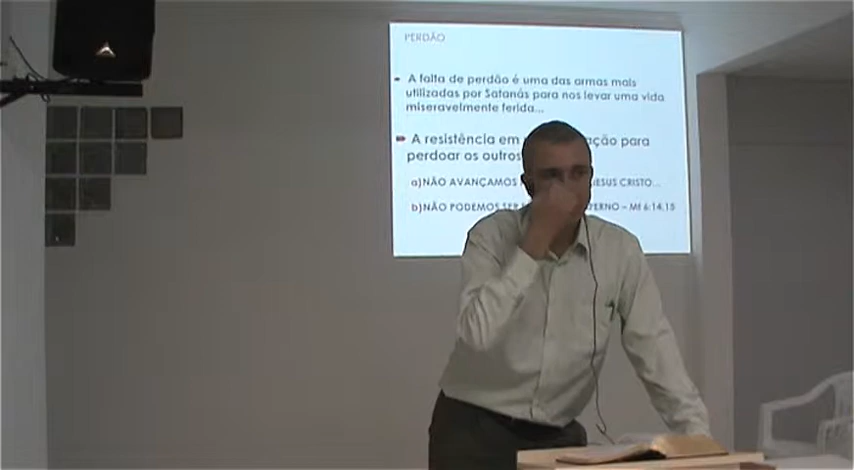 PERDÃO
A falta de perdão é uma das armas mais
utilizadas por Satanás para nos levar uma vida
miseravelmente ferida...
A resistência em para
perdoar os outros
a)NÃO AVANÇAMOS JESUS CRISTO...
b)NÃO PODEMOS SER – Mt 6:14,15